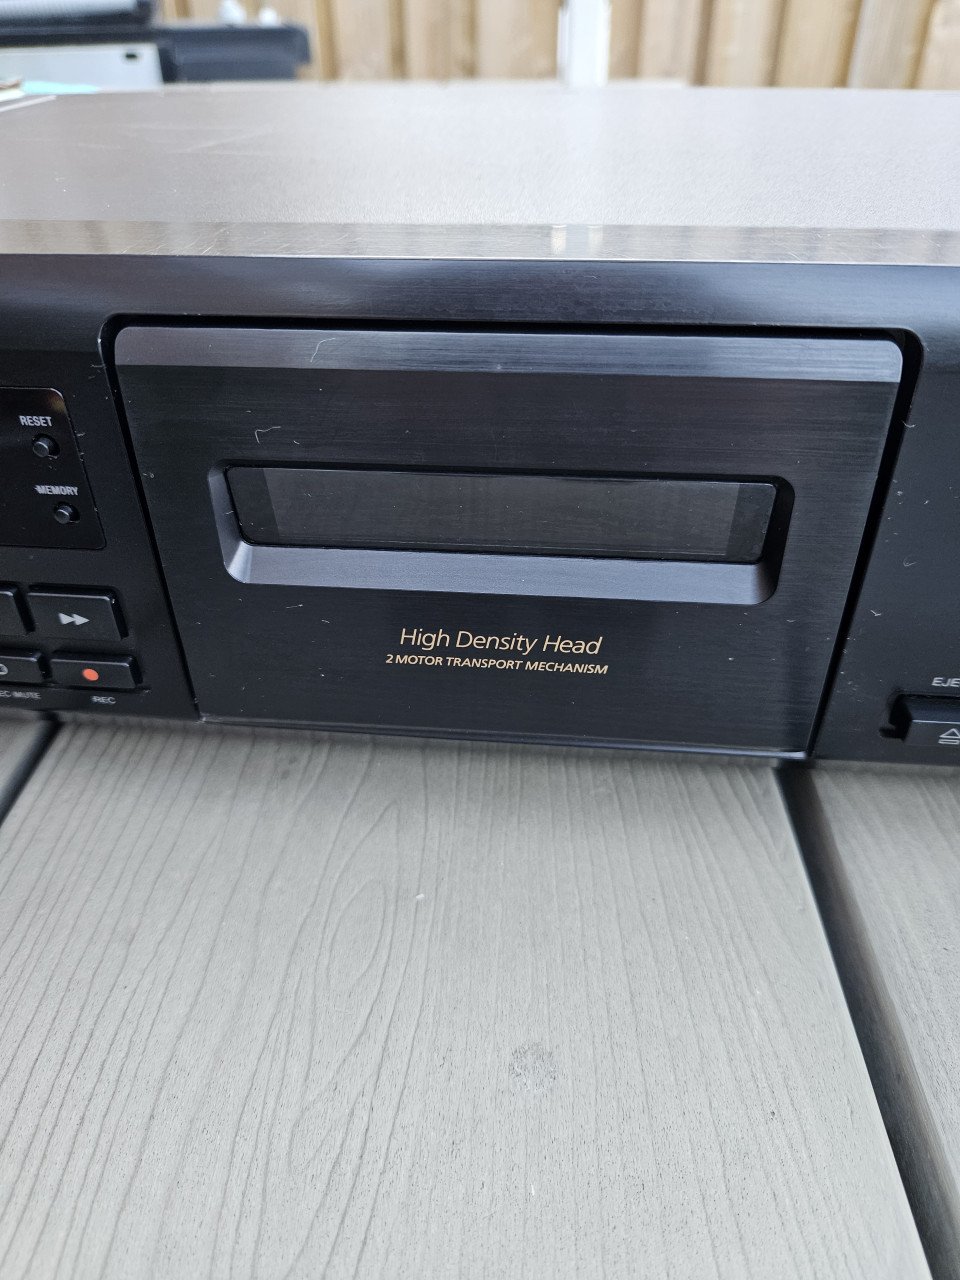 RESET
MEMORY
High Density Head
2 MOTOR TRANSPORT MECHANISM
REC